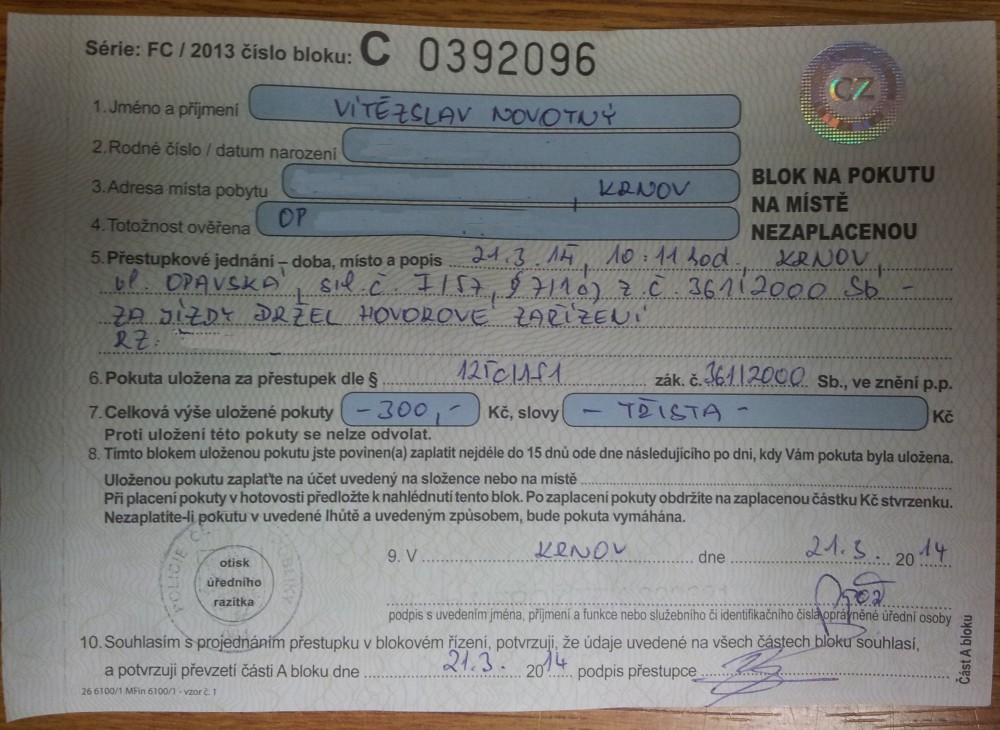 Série: FC / 2013 číslo bloku: C 0392096
CZ
1. Jméno a příjmení VÍTĚZSLAV NOVOTNÝ
2. Rodné číslo / datum narození
3. Adresa místa pobytu , KRNOV
4. Totožnost ověřena OP
BLOK NA POKUTU
NA MÍSTĚ
NEZAPLACENOU
5. Přestupkové jednání – doba, místo a popis 21.3.14, 10:11 hod, KRNOV,
ul. OPAVSKÁ, sil. č. I/57, § 7/1c) z. č. 361/2000 Sb -
ZA JÍZDY DRŽEL HOVOROVÉ ZAŘÍZENÍ
RZ:
6. Pokuta uložena za přestupek dle § zák. č. 361/2000 Sb., ve znění p.p.
7. Celková výše uložené pokuty -300,- Kč, slovy - TŘISTA - Kč
Proti uložení této pokuty se nelze odvolat.
8. Tímto blokem uloženou pokutu jste povinen(a) zaplatit nejdéle do 15 dnů ode dne následujícího po dni, kdy Vám pokuta byla uložena.
Uloženou pokutu zaplaťte na účet uvedený na složence nebo na místě
Při placení pokuty v hotovosti předložte k nahlédnutí tento blok. Po zaplacení pokuty obdržíte na zaplacenou částku Kč stvrzenku.
Nezaplatíte-li pokutu v uvedené lhůtě a uvedeným způsobem, bude pokuta vymáhána.
POLICIE
otisk
úředního
razítka
9. V KRNOV dne 21.3. 2014
podpis s uvedením jména, příjmení a funkce nebo služebního či identifikačního čísla oprávněné úřední osoby
10. Souhlasím s projednáním přestupku v blokovém řízení, potvrzuji, že údaje uvedené na všech částech bloku souhlasí,
a potvrzuji převzetí části A bloku dne 21.3. 2014 podpis přestupce
26 6100/1 MFin 6100/1 - vzor č. 1
Část A bloku